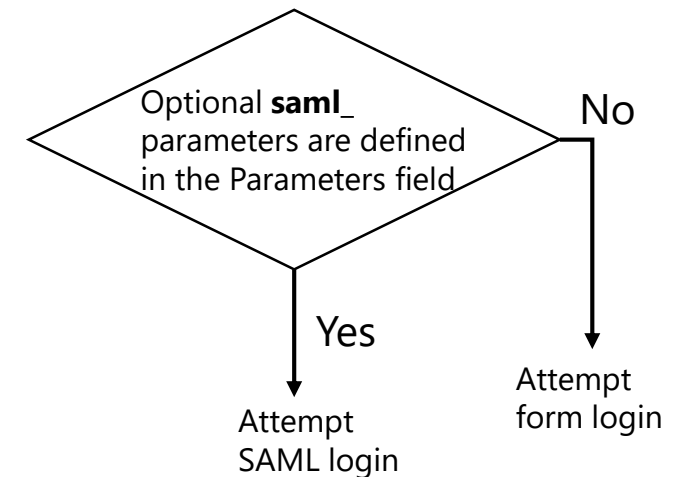 Optional saml_
parameters are defined
in the Parameters field
No
Yes
Attempt
form login
Attempt
SAML login